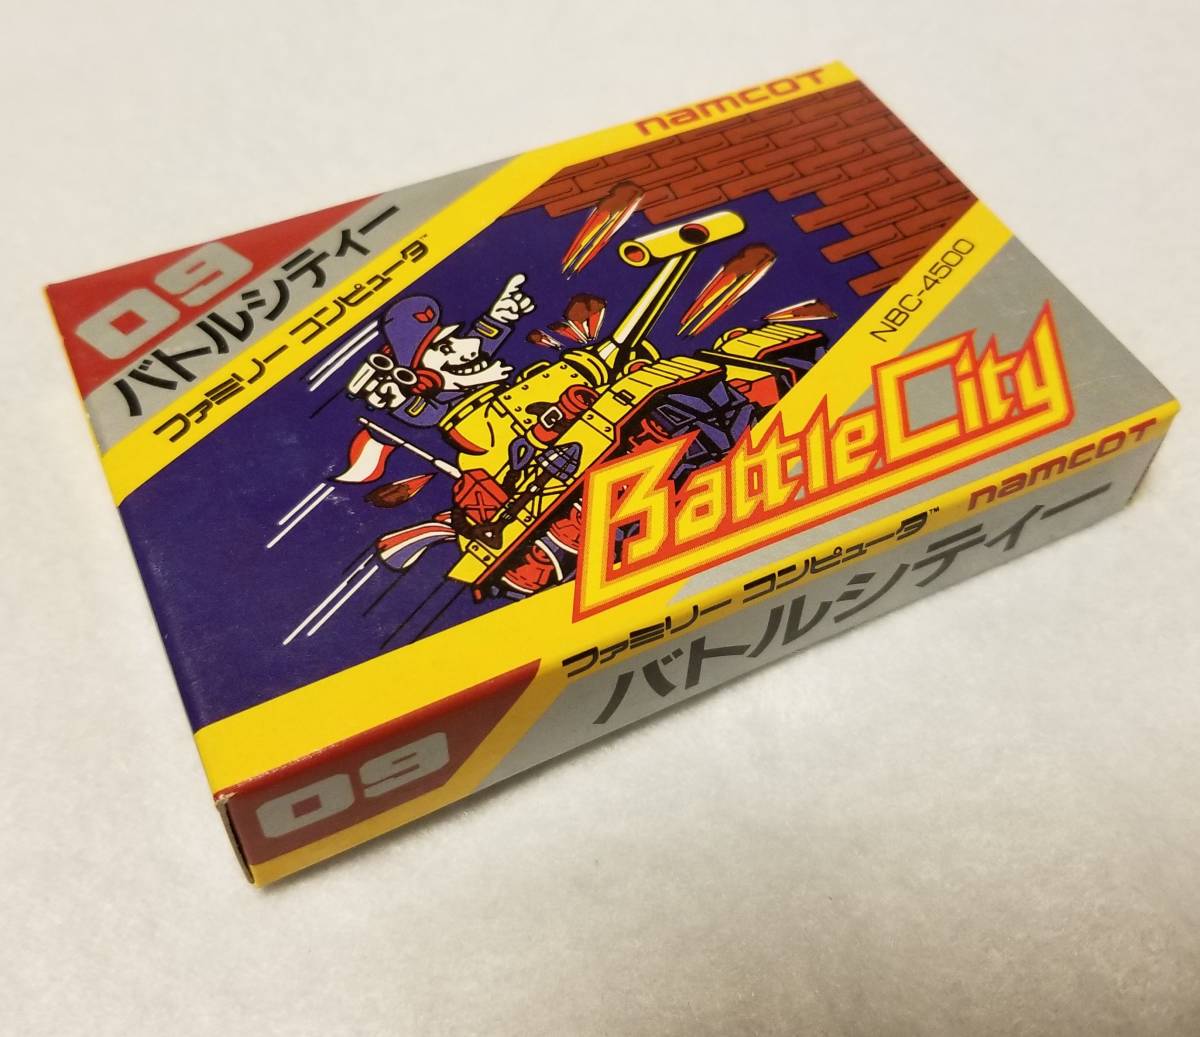 namcot
09
バトルシティー
ファミリー コンピュータ™
NBC-4500
BattleCity
ファミリー コンピュータ™ namcot
バトルシティー
09